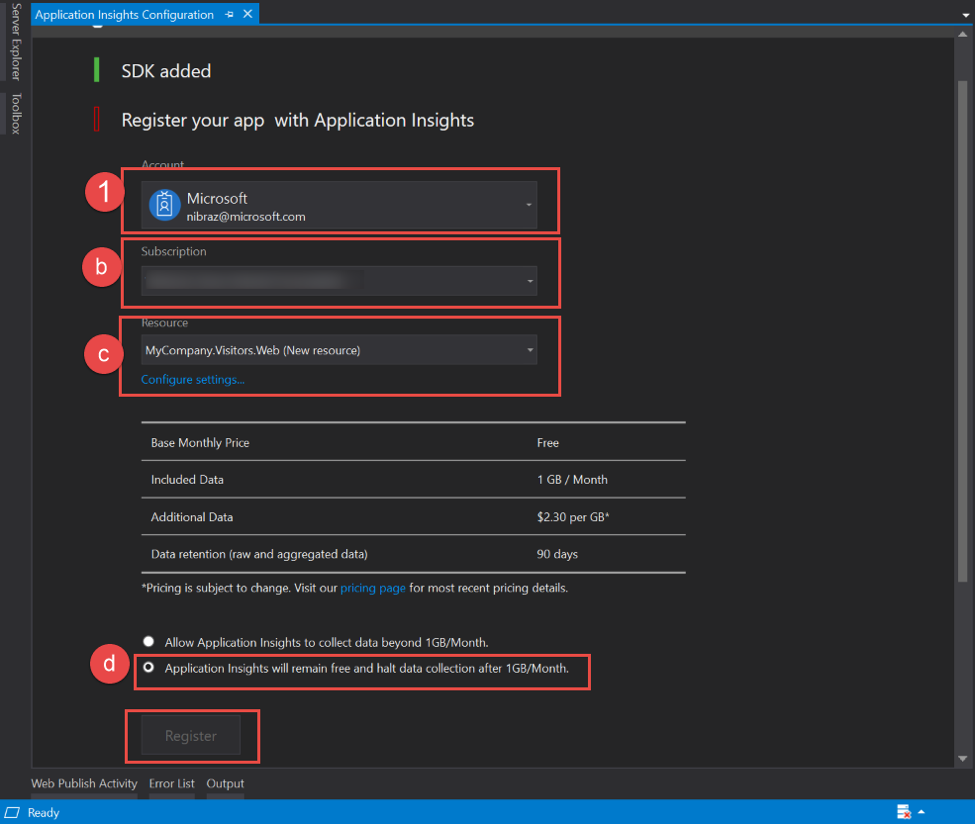 Application Insights Configuration
Server Explorer
Toolbox
SDK added
Register your app with Application Insights
Account
1
Microsoft
nibraz@microsoft.com
b
Subscription
c
Resource
MyCompany.Visitors.Web (New resource)
Configure settings...
Base Monthly Price Free
Included Data 1 GB / Month
Additional Data $2.30 per GB*
Data retention (raw and aggregated data) 90 days
*Pricing is subject to change. Visit our pricing page for most recent pricing details.
Allow Application Insights to collect data beyond 1GB/Month.
d
Application Insights will remain free and halt data collection after 1GB/Month.
Register
Web Publish Activity Error List Output
Ready